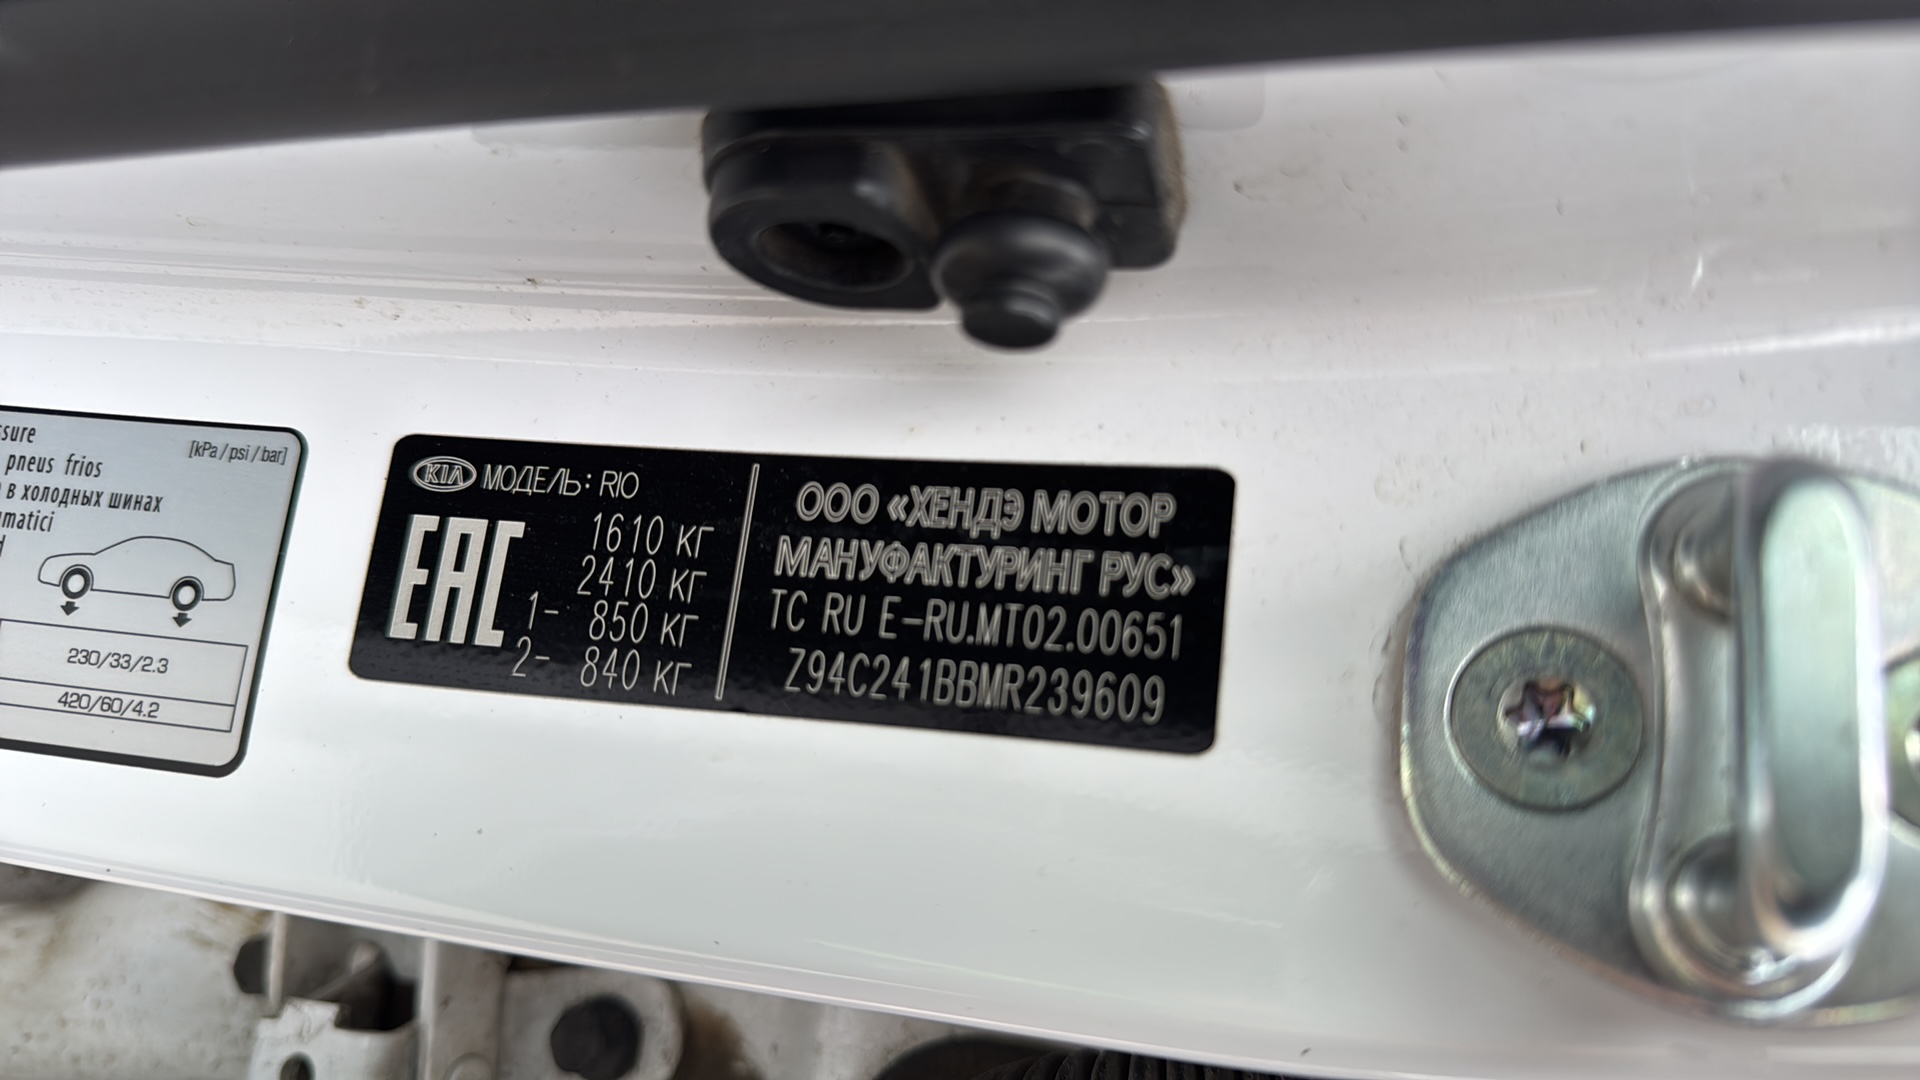 ssure
[kPa/psi/bar]
pneus frios
в холодных шинах
umatici
230/33/2.3
420/60/4.2
KIA МОДЕЛЬ: RIO
EAC
1610 КГ
2410 КГ
1- 850 КГ
2- 840 КГ
ООО «ХЕНДЭ МОТОР
МАНУФАКТУРИНГ РУС»
TC RU E-RU.MT02.00651
Z94C241BBMR239609